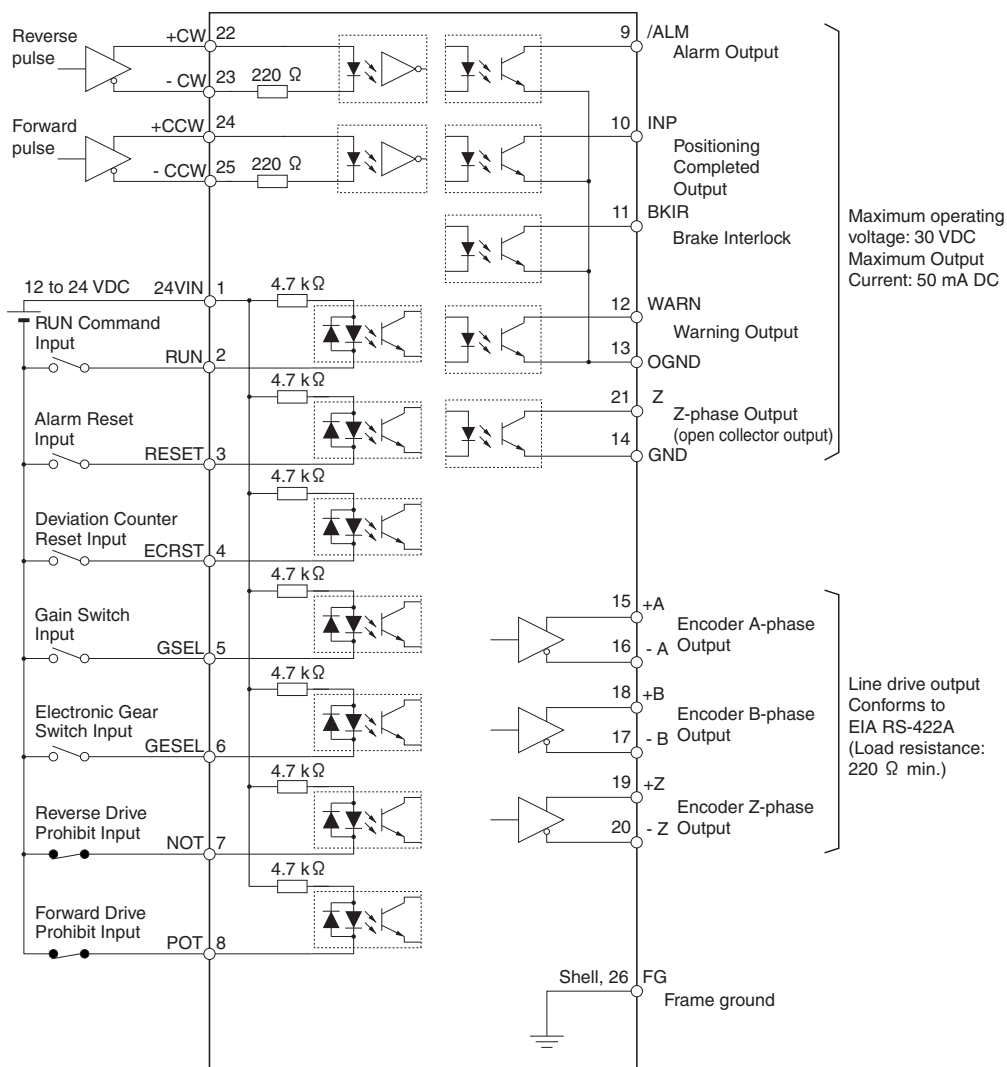 Reverse
pulse
+CW 22
- CW 23 220 Ω
Forward
pulse
+CCW 24
- CCW 25 220 Ω
12 to 24 VDC 24VIN 1 4.7 kΩ
RUN Command
Input
RUN 2
4.7 kΩ
Alarm Reset
Input
RESET 3
4.7 kΩ
Deviation Counter
Reset Input
ECRST 4
4.7 kΩ
Gain Switch
Input
GSEL 5
4.7 kΩ
Electronic Gear
Switch Input
GESEL 6
4.7 kΩ
Reverse Drive
Prohibit Input
NOT 7
4.7 kΩ
Forward Drive
Prohibit Input
POT 8
9 /ALM
Alarm Output
10 INP
Positioning
Completed
Output
11 BKIR
Brake Interlock
12 WARN
Warning Output
13 OGND
21 Z
Z-phase Output
(open collector output)
14 GND
Maximum operating
voltage: 30 VDC
Maximum Output
Current: 50 mA DC
15 +A
Encoder A-phase
16 - A Output
18 +B
Encoder B-phase
17 - B Output
19 +Z
Encoder Z-phase
20 - Z Output
Line drive output
Conforms to
EIA RS-422A
(Load resistance:
220 Ω min.)
Shell, 26 FG
Frame ground